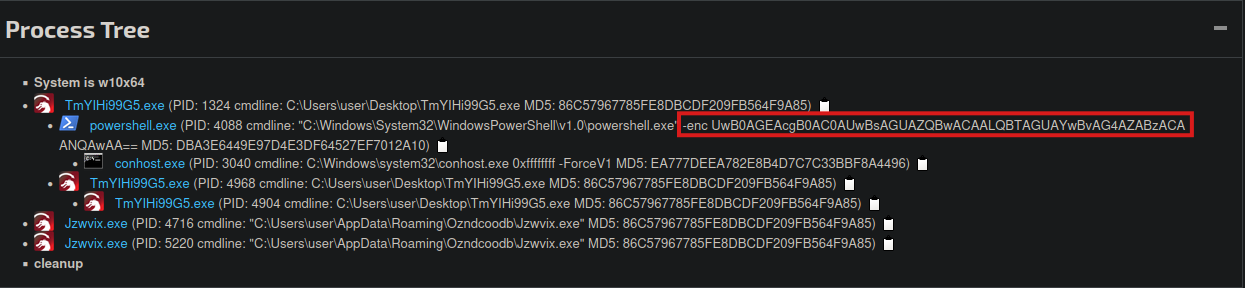 Process Tree
System is w10x64
TmYIHi99G5.exe (PID: 1324 cmdline: C:\Users\user\Desktop\TmYIHi99G5.exe MD5: 86C57967785FE8DBCDF209FB564F9A85)
powershell.exe (PID: 4088 cmdline: "C:\Windows\System32\WindowsPowerShell\v1.0\powershell.exe" -enc UwB0AGEAcgB0AC0AUwBsAGUAZQBwACAALQBTAGUAYwBvAG4AZABzACA
ANQAwAA== MD5: DBA3E6449E97D4E3DF64527EF7012A10)
conhost.exe (PID: 3040 cmdline: C:\Windows\system32\conhost.exe 0xffffffff -ForceV1 MD5: EA777DEEA782E8B4D7C7C33BBF8A4496)
TmYIHi99G5.exe (PID: 4968 cmdline: C:\Users\user\Desktop\TmYIHi99G5.exe MD5: 86C57967785FE8DBCDF209FB564F9A85)
TmYIHi99G5.exe (PID: 4904 cmdline: C:\Users\user\Desktop\TmYIHi99G5.exe MD5: 86C57967785FE8DBCDF209FB564F9A85)
Jzwvix.exe (PID: 4716 cmdline: "C:\Users\user\AppData\Roaming\Ozndcoodb\Jzwvix.exe" MD5: 86C57967785FE8DBCDF209FB564F9A85)
Jzwvix.exe (PID: 5220 cmdline: "C:\Users\user\AppData\Roaming\Ozndcoodb\Jzwvix.exe" MD5: 86C57967785FE8DBCDF209FB564F9A85)
cleanup